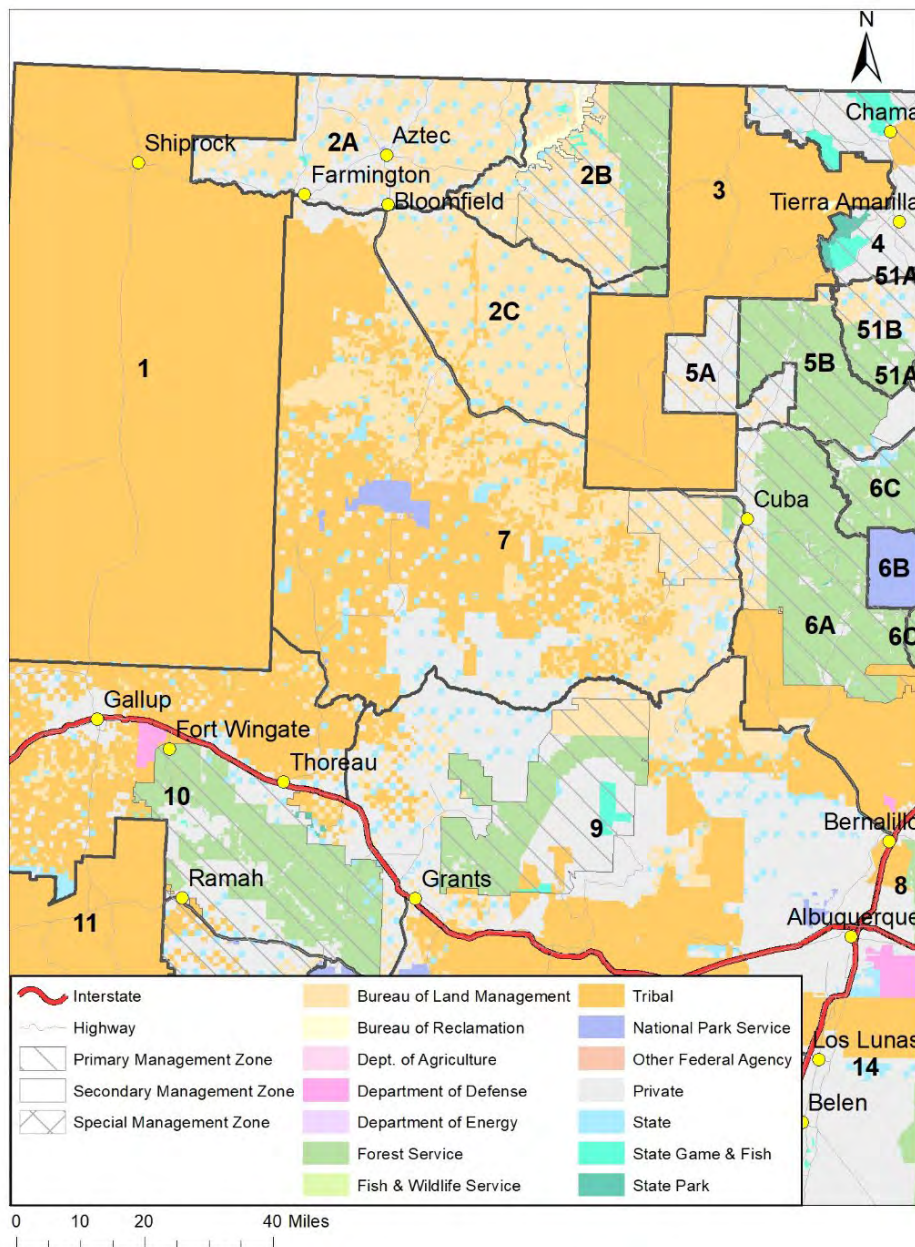 N
Chama
Shiprock
2A
Aztec
Farmington
Bloomfield
2B
3
Tierra Amarilla
4
51A
2C
51B
5B
1
5A
51A
6C
Cuba
7
6B
6A
6C
Gallup
Fort Wingate
Thoreau
10
9
Bernalillo
Ramah
Grants
8
11
Albuquerque
Interstate
Highway
Primary Management Zone
Secondary Management Zone
Special Management Zone
Bureau of Land Management
Bureau of Reclamation
Dept. of Agriculture
Department of Defense
Department of Energy
Forest Service
Fish & Wildlife Service
Tribal
National Park Service
Other Federal Agency
Private
State
State Game & Fish
State Park
Los Lunas
14
Belen
0 10 20 40 Miles